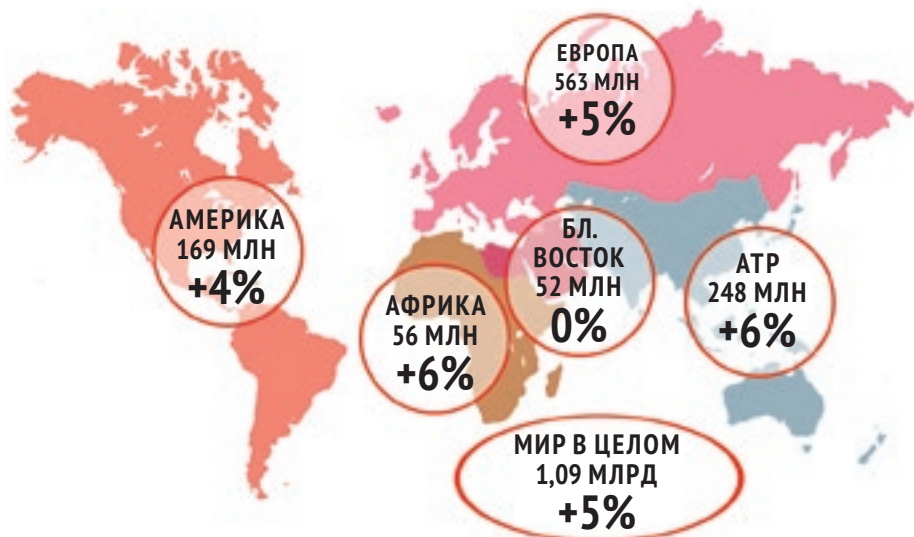 ЕВРОПА
563 МЛН
+5%
АМЕРИКА
169 МЛН
+4%
БЛ.
ВОСТОК
52 МЛН
0%
АТР
248 МЛН
+6%
АФРИКА
56 МЛН
+6%
МИР В ЦЕЛОМ
1,09 МЛРД
+5%